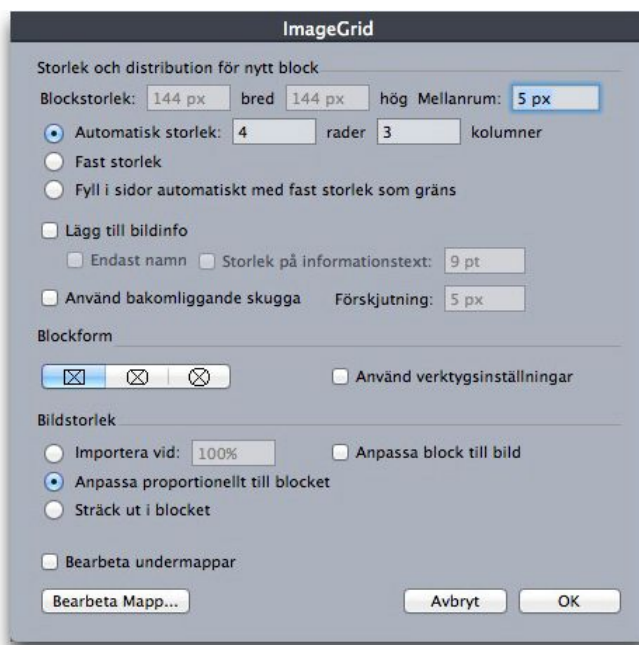 ImageGrid
Storlek och distribution för nytt block
Blockstorlek: 144 px bred 144 px hög Mellanrum: 5 px
Automatisk storlek: 4 rader 3 kolumner
Fast storlek
Fyll i sidor automatiskt med fast storlek som gräns
Lägg till bildinfo
Endast namn Storlek på informationstext: 9 pt
Använd bakomliggande skugga Förskjutning: 5 px
Blockform
Använd verktygsinställningar
Bildstorlek
Importera vid: 100% Anpassa block till bild
Anpassa proportionellt till blocket
Sträck ut i blocket
Bearbeta undermappar
Bearbeta Mapp... Avbryt OK